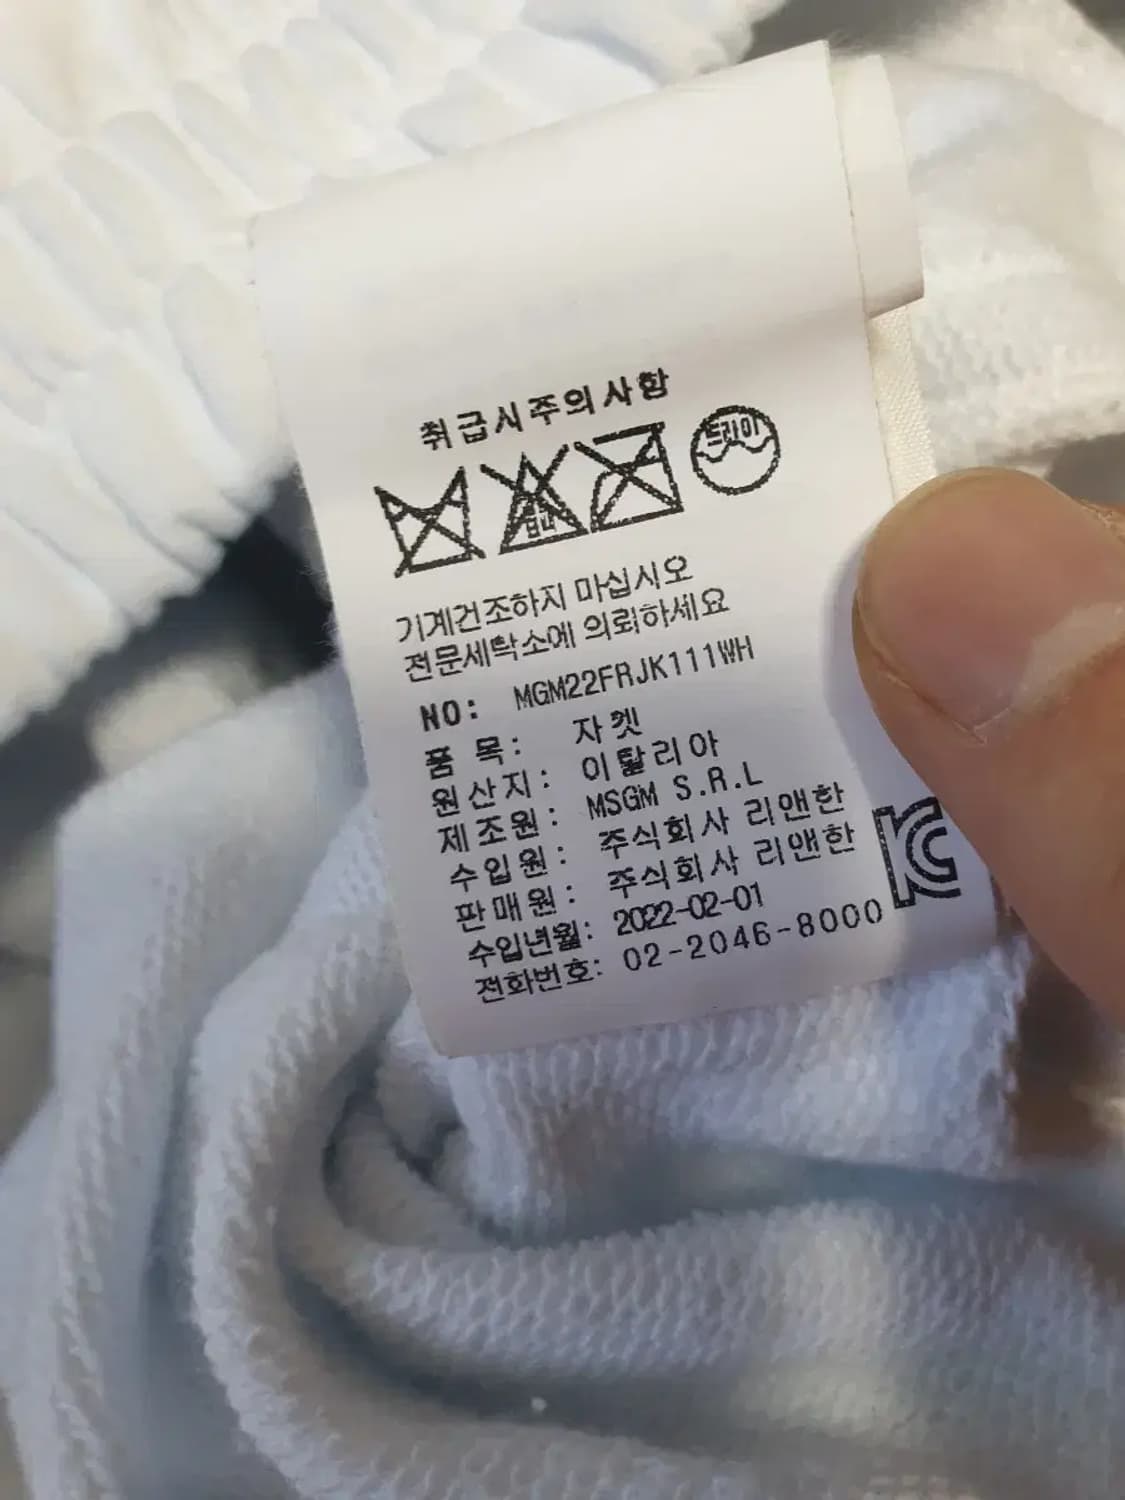 취급시주의사항
드라이
염소
기계건조하지 마십시오
전문세탁소에 의뢰하세요
NO: MGM22FRJK111WH
품 목: 자켓
원산지: 이탈리아
제조원: MSGM S.R.L
수입원: 주식회사 리앤한
판매원: 주식회사 리앤한
수입년월: 2022-02-01
전화번호: 02-2046-8000
KC